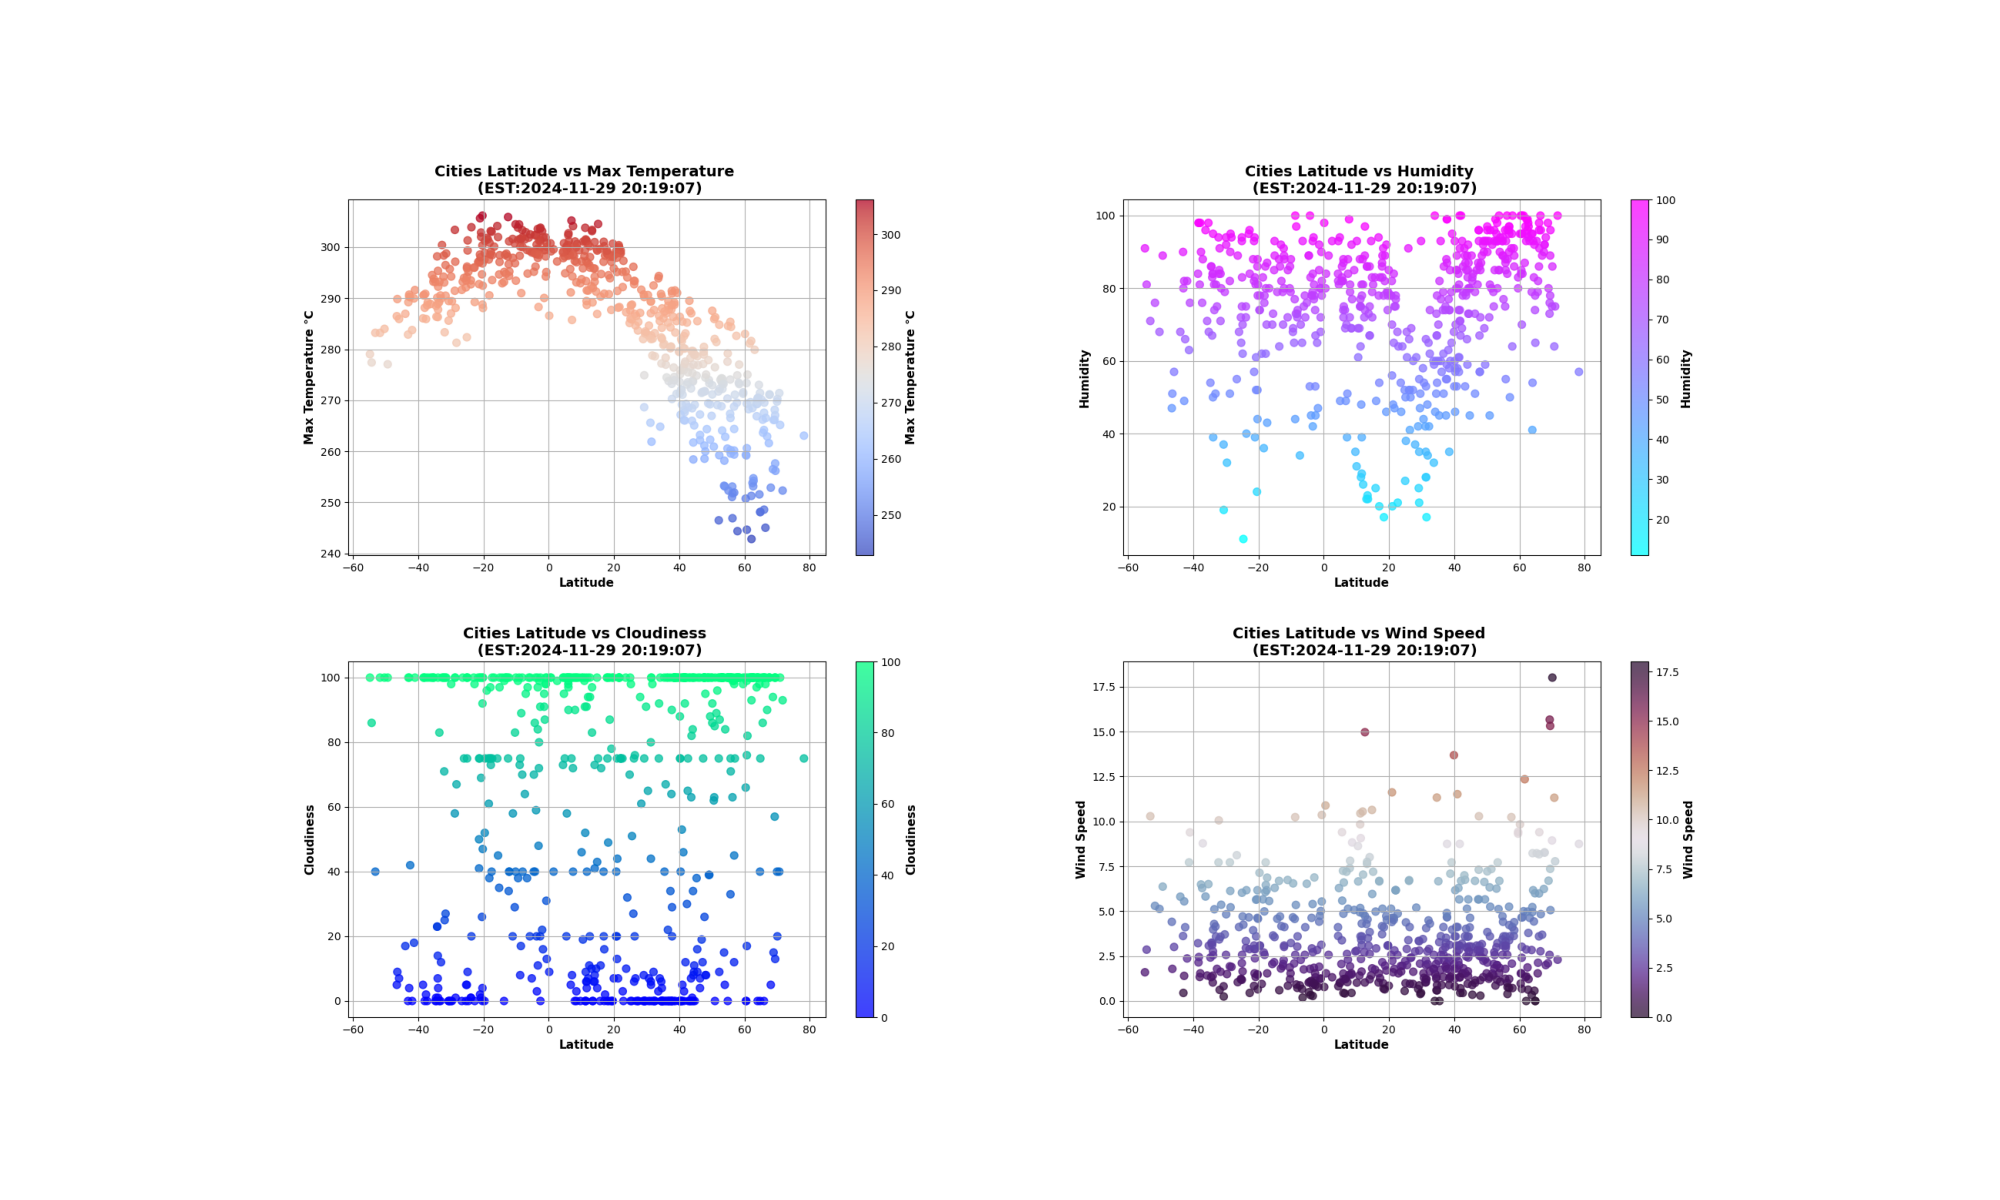 Cities Latitude vs Max Temperature
(EST:2024-11-29 20:19:07)
Max Temperature °C
300
290
280
270
260
250
240
−60 −40 −20 0 20 40 60 80
Latitude
300
290
280
270
260
250
Max Temperature °C
Cities Latitude vs Humidity
(EST:2024-11-29 20:19:07)
Humidity
100
80
60
40
20
−60 −40 −20 0 20 40 60 80
Latitude
100
90
80
70
60
50
40
30
20
Humidity
Cities Latitude vs Cloudiness
(EST:2024-11-29 20:19:07)
Cloudiness
100
80
60
40
20
0
−60 −40 −20 0 20 40 60 80
Latitude
100
80
60
40
20
0
Cloudiness
Cities Latitude vs Wind Speed
(EST:2024-11-29 20:19:07)
Wind Speed
17.5
15.0
12.5
10.0
7.5
5.0
2.5
0.0
−60 −40 −20 0 20 40 60 80
Latitude
17.5
15.0
12.5
10.0
7.5
5.0
2.5
0.0
Wind Speed